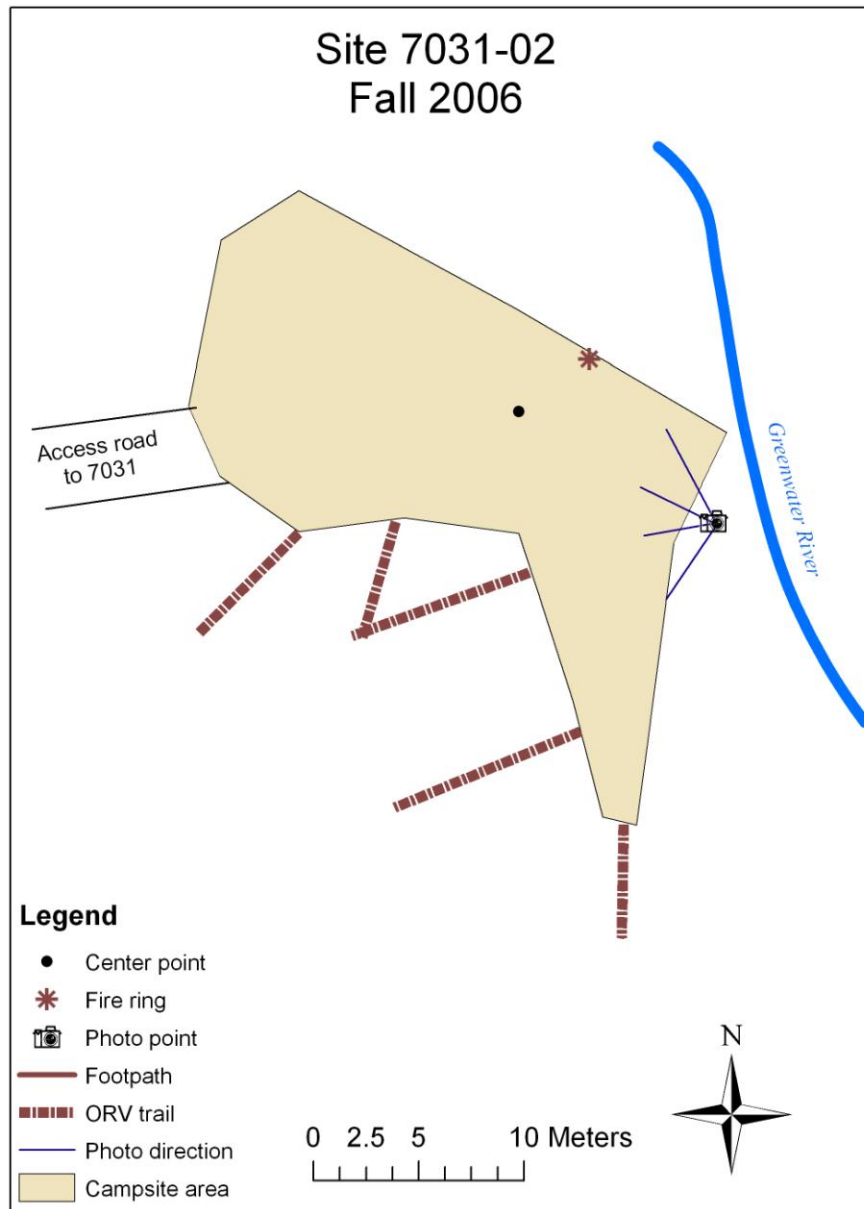 Site 7031-02
Fall 2006
Access road
to 7031
Greenwater River
Legend
Center point
Fire ring
Photo point
Footpath
ORV trail
Photo direction
Campsite area
0 2.5 5 10 Meters
N